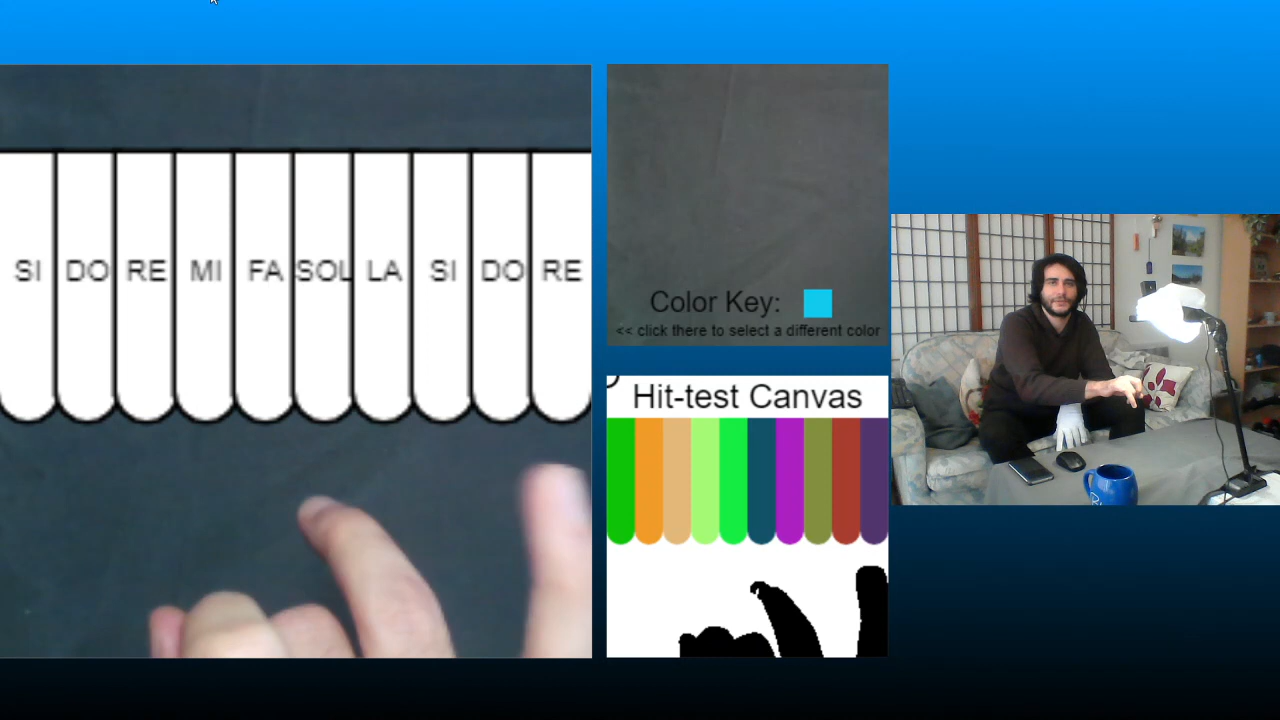 SI DO RE MI FA SOL LA SI DO RE
Color Key:
<< click there to select a different color
Hit-test Canvas